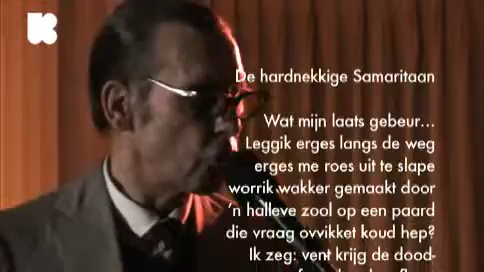 De hardnekkige Samaritaan
Wat mijn laats gebeur...
Leggik erges langs de weg
erges me roes uit te slape
worrik wakker gemaakt door
'n halleve zool op een paard
die vraag ovvikket koud hep?
Ik zeg: vent krijg de dood-